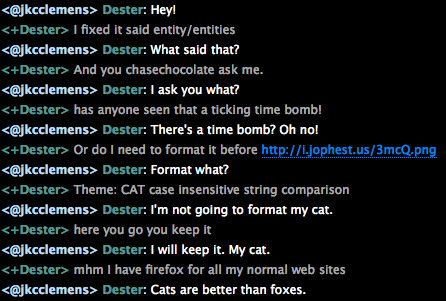 <@jkcclemens> Dester: Hey!
<+Dester> I fixed it said entity/entities
<@jkcclemens> Dester: What said that?
<+Dester> And you chasechocolate ask me.
<@jkcclemens> Dester: I ask you what?
<+Dester> has anyone seen that a ticking time bomb!
<@jkcclemens> Dester: There's a time bomb? Oh no!
<+Dester> Or do I need to format it before http://i.jophest.us/3mcQ.png
<@jkcclemens> Dester: Format what?
<+Dester> Theme: CAT case insensitive string comparison
<@jkcclemens> Dester: I'm not going to format my cat.
<+Dester> here you go you keep it
<@jkcclemens> Dester: I will keep it. My cat.
<+Dester> mhm I have firefox for all my normal web sites
<@jkcclemens> Dester: Cats are better than foxes.